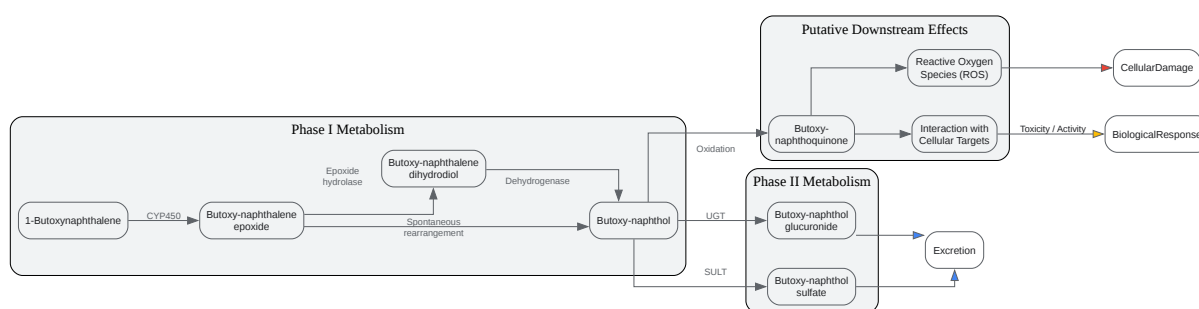 Putative Downstream Effects
Reactive Oxygen
Species (ROS)
CellularDamage
Butoxy-
naphthoquinone
Interaction with
Cellular Targets
Toxicity / Activity
BiologicalResponse
Phase I Metabolism
Oxidation
Epoxide
hydrolase
Butoxy-naphthalene
dihydrodiol
Dehydrogenase
1-Butoxynaphthalene
CYP450
Butoxy-naphthalene
epoxide
Spontaneous
rearrangement
Butoxy-naphthol
Phase II Metabolism
UGT
Butoxy-naphthol
glucuronide
Excretion
SULT
Butoxy-naphthol
sulfate